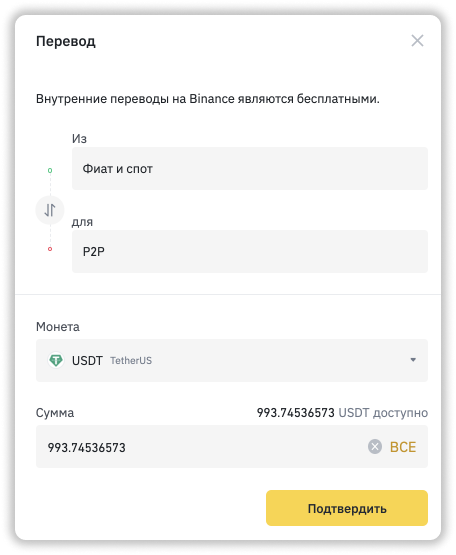 Перевод
Внутренние переводы на Binance являются бесплатными.
Из
Фиат и спот
для
P2P
Монета
USDT TetherUS
Сумма 993.74536573 USDT доступно
993.74536573 ВСЕ
Подтвердить